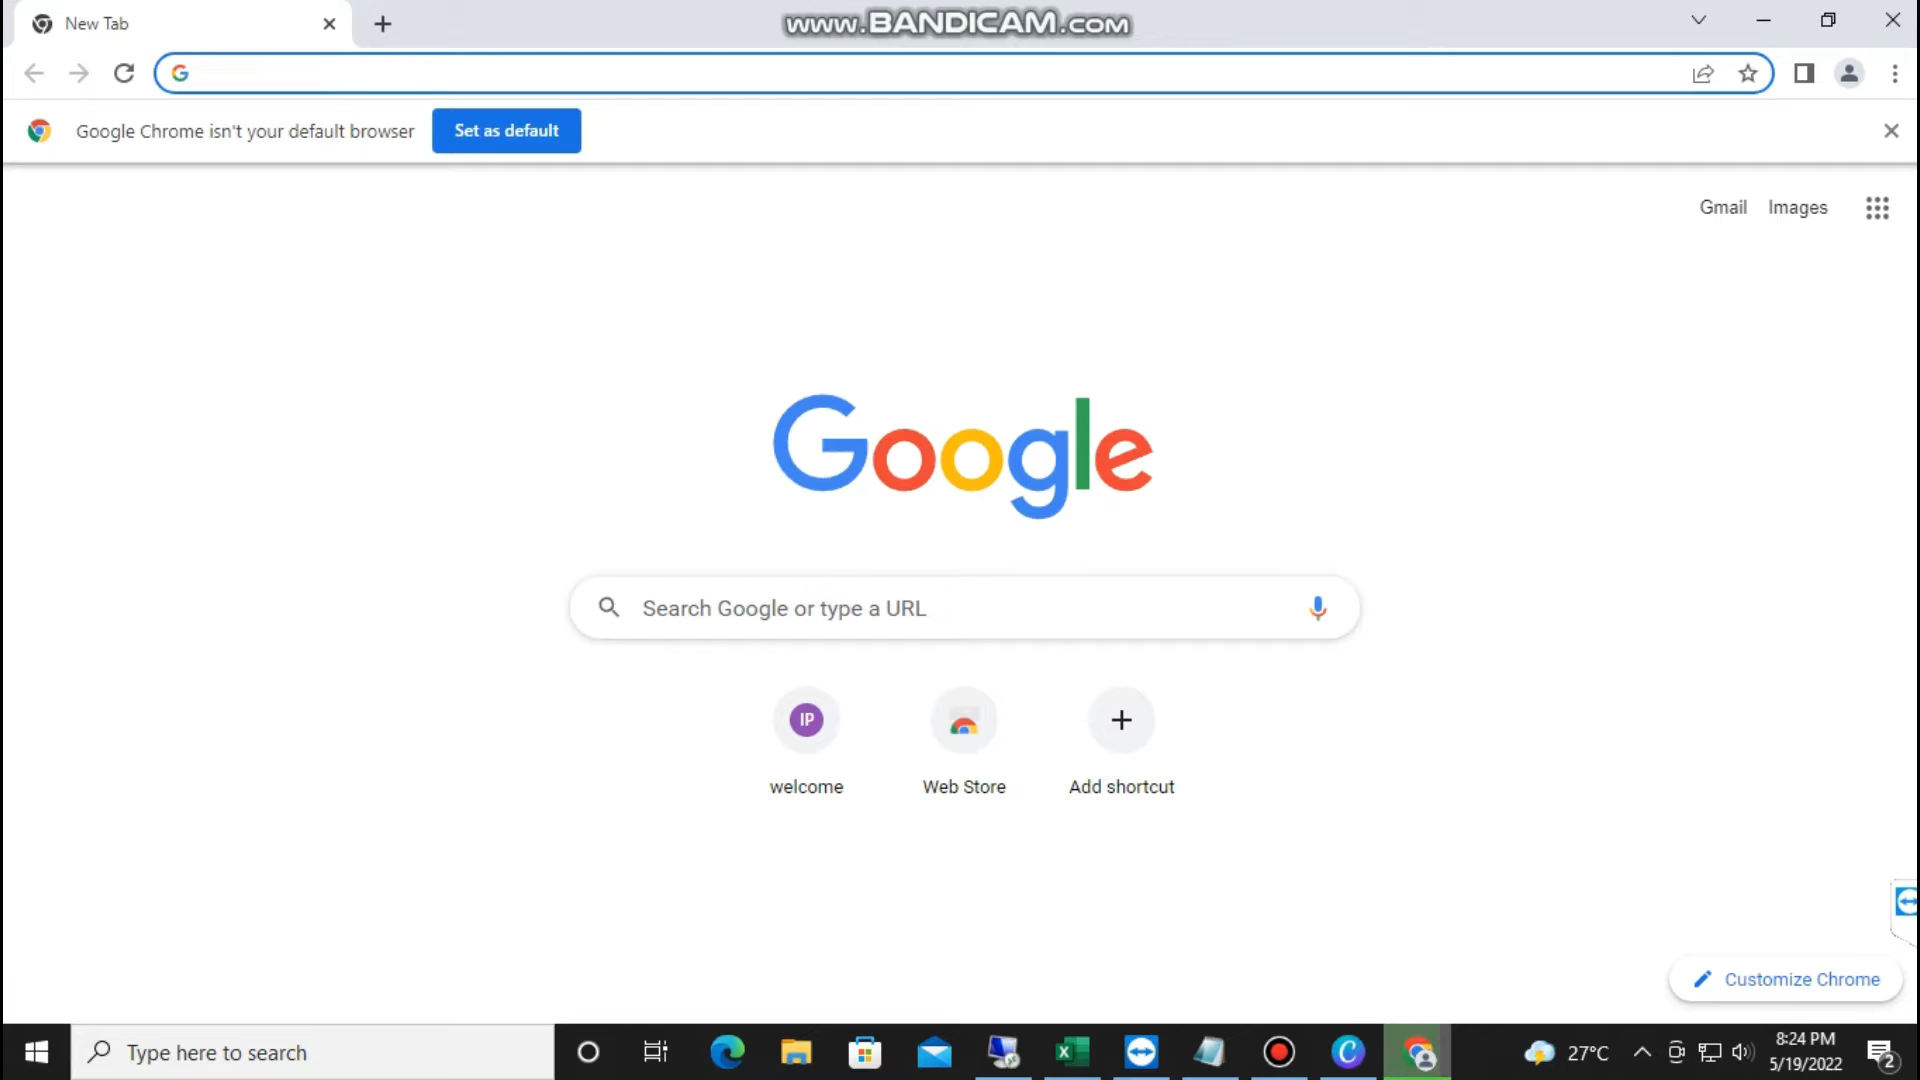 New Tab
www.BANDICAM.com
Google Chrome isn't your default browser
Set as default
Gmail
Images
Google
Search Google or type a URL
IP
welcome
Web Store
Add shortcut
Customize Chrome
Type here to search
27°C
8:24 PM
5/19/2022
2